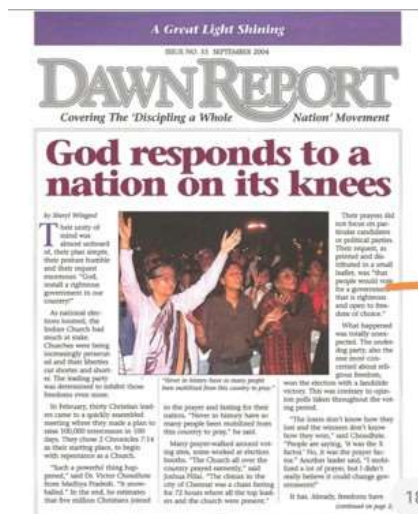 A Great Light Shining
ISSUE NO. 53 SEPTEMBER 2004
DAWN REPORT
Covering The 'Discipling a Whole Nation' Movement
God responds to a
nation on its knees
by Sheryl Wingerd
Their unity of
mind was
almost unheard
of, their plan simple,
their posture humble
and their request
enormous. "God,
install a righteous
government in our
country!"
As national elec-
tions loomed, the
Indian Church had
much at stake.
Churches were being
increasingly persecut-
ed and their liberties
cut shorter and short-
er. The leading party
was determined to inhibit those
freedoms even more.
In February, thirty Christian lead-
ers came to a quickly assembled
meeting where they made a plan to
raise 100,000 intercessors in 100
days. They chose 2 Chronicles 7:14
as their starting place, to begin
with repentance as a Church.
"Such a powerful thing hap-
pened," said Dr. Victor Choudhrie
from Madhya Pradesh. "It snow-
balled." In the end, he estimates
that five million Christians joined
"Never in history have so many people
been mobilized from this country to pray."
in the prayer and fasting for their
nation. "Never in history have so
many people been mobilized from
this country to pray," he said.
Many prayer-walked around vot-
ing sites, some worked at election
booths. "The Church all over the
country prayed earnestly," said
Joshua Pillai. "The climax in the
city of Chennai was a chain fasting
for 72 hours where all the top lead-
ers and the church were present."
Their prayers did
not focus on par-
ticular candidates
or political parties.
Their request, as
printed and dis-
tributed in a small
leaflet, was "that
people would vote
for a government
that is righteous
and open to free-
dom of choice."
What happened
was totally unex-
pected. The under-
dog party, also the
one most con-
cerned about reli-
gious freedom,
won the election with a landslide
victory. This was contrary to opin-
ion polls taken throughout the vot-
ing period.
"The losers don't know how they
lost and the winners don't know
how they won," said Choudhrie.
"People are saying, 'It was the X
factor.' No, it was the prayer fac-
tor." Another leader said, "I mobi-
lized a lot of prayer, but I didn't
really believe it could change gov-
ernments!"
It has. Already, freedoms have
continued on page 2
18